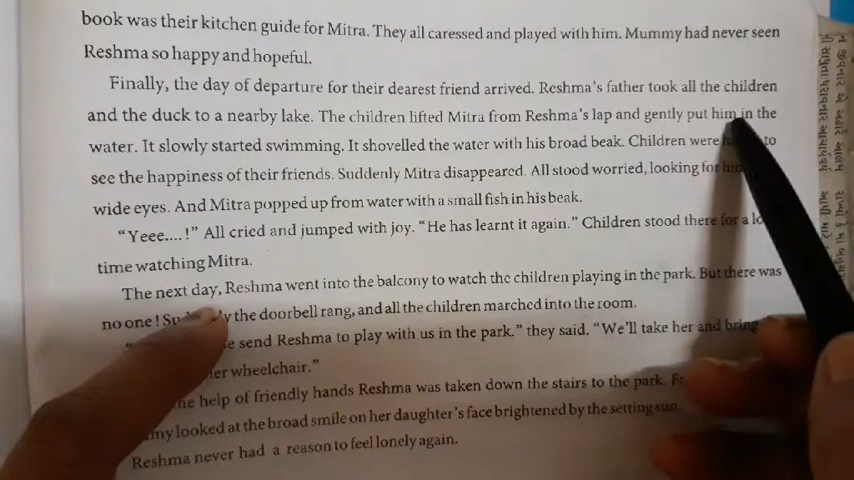 book was their kitchen guide for Mitra. They all caressed and played with him. Mummy had never seen
Reshma so happy and hopeful.
Finally, the day of departure for their dearest friend arrived. Reshma's father took all the children
and the duck to a nearby lake. The children lifted Mitra from Reshma's lap and gently put him in the
water. It slowly started swimming. It shovelled the water with his broad beak. Children were to
see the happiness of their friends. Suddenly Mitra disappeared. All stood worried, looking for
wide eyes. And Mitra popped up from water with a small fish in his beak.
"Yeee....!" All cried and jumped with joy. "He has learnt it again." Children stood there for a
time watching Mitra.
The next day, Reshma went into the balcony to watch the children playing in the park. But there was
no one! the doorbell rang, and all the children marched into the room.
send Reshma to play with us in the park." they said. "We'll take her and bring
wheelchair."
help of friendly hands Reshma was taken down the stairs to the park.
looked at the broad smile on her daughter's face brightened by the setting sun.
Reshma never had a reason to feel lonely again.